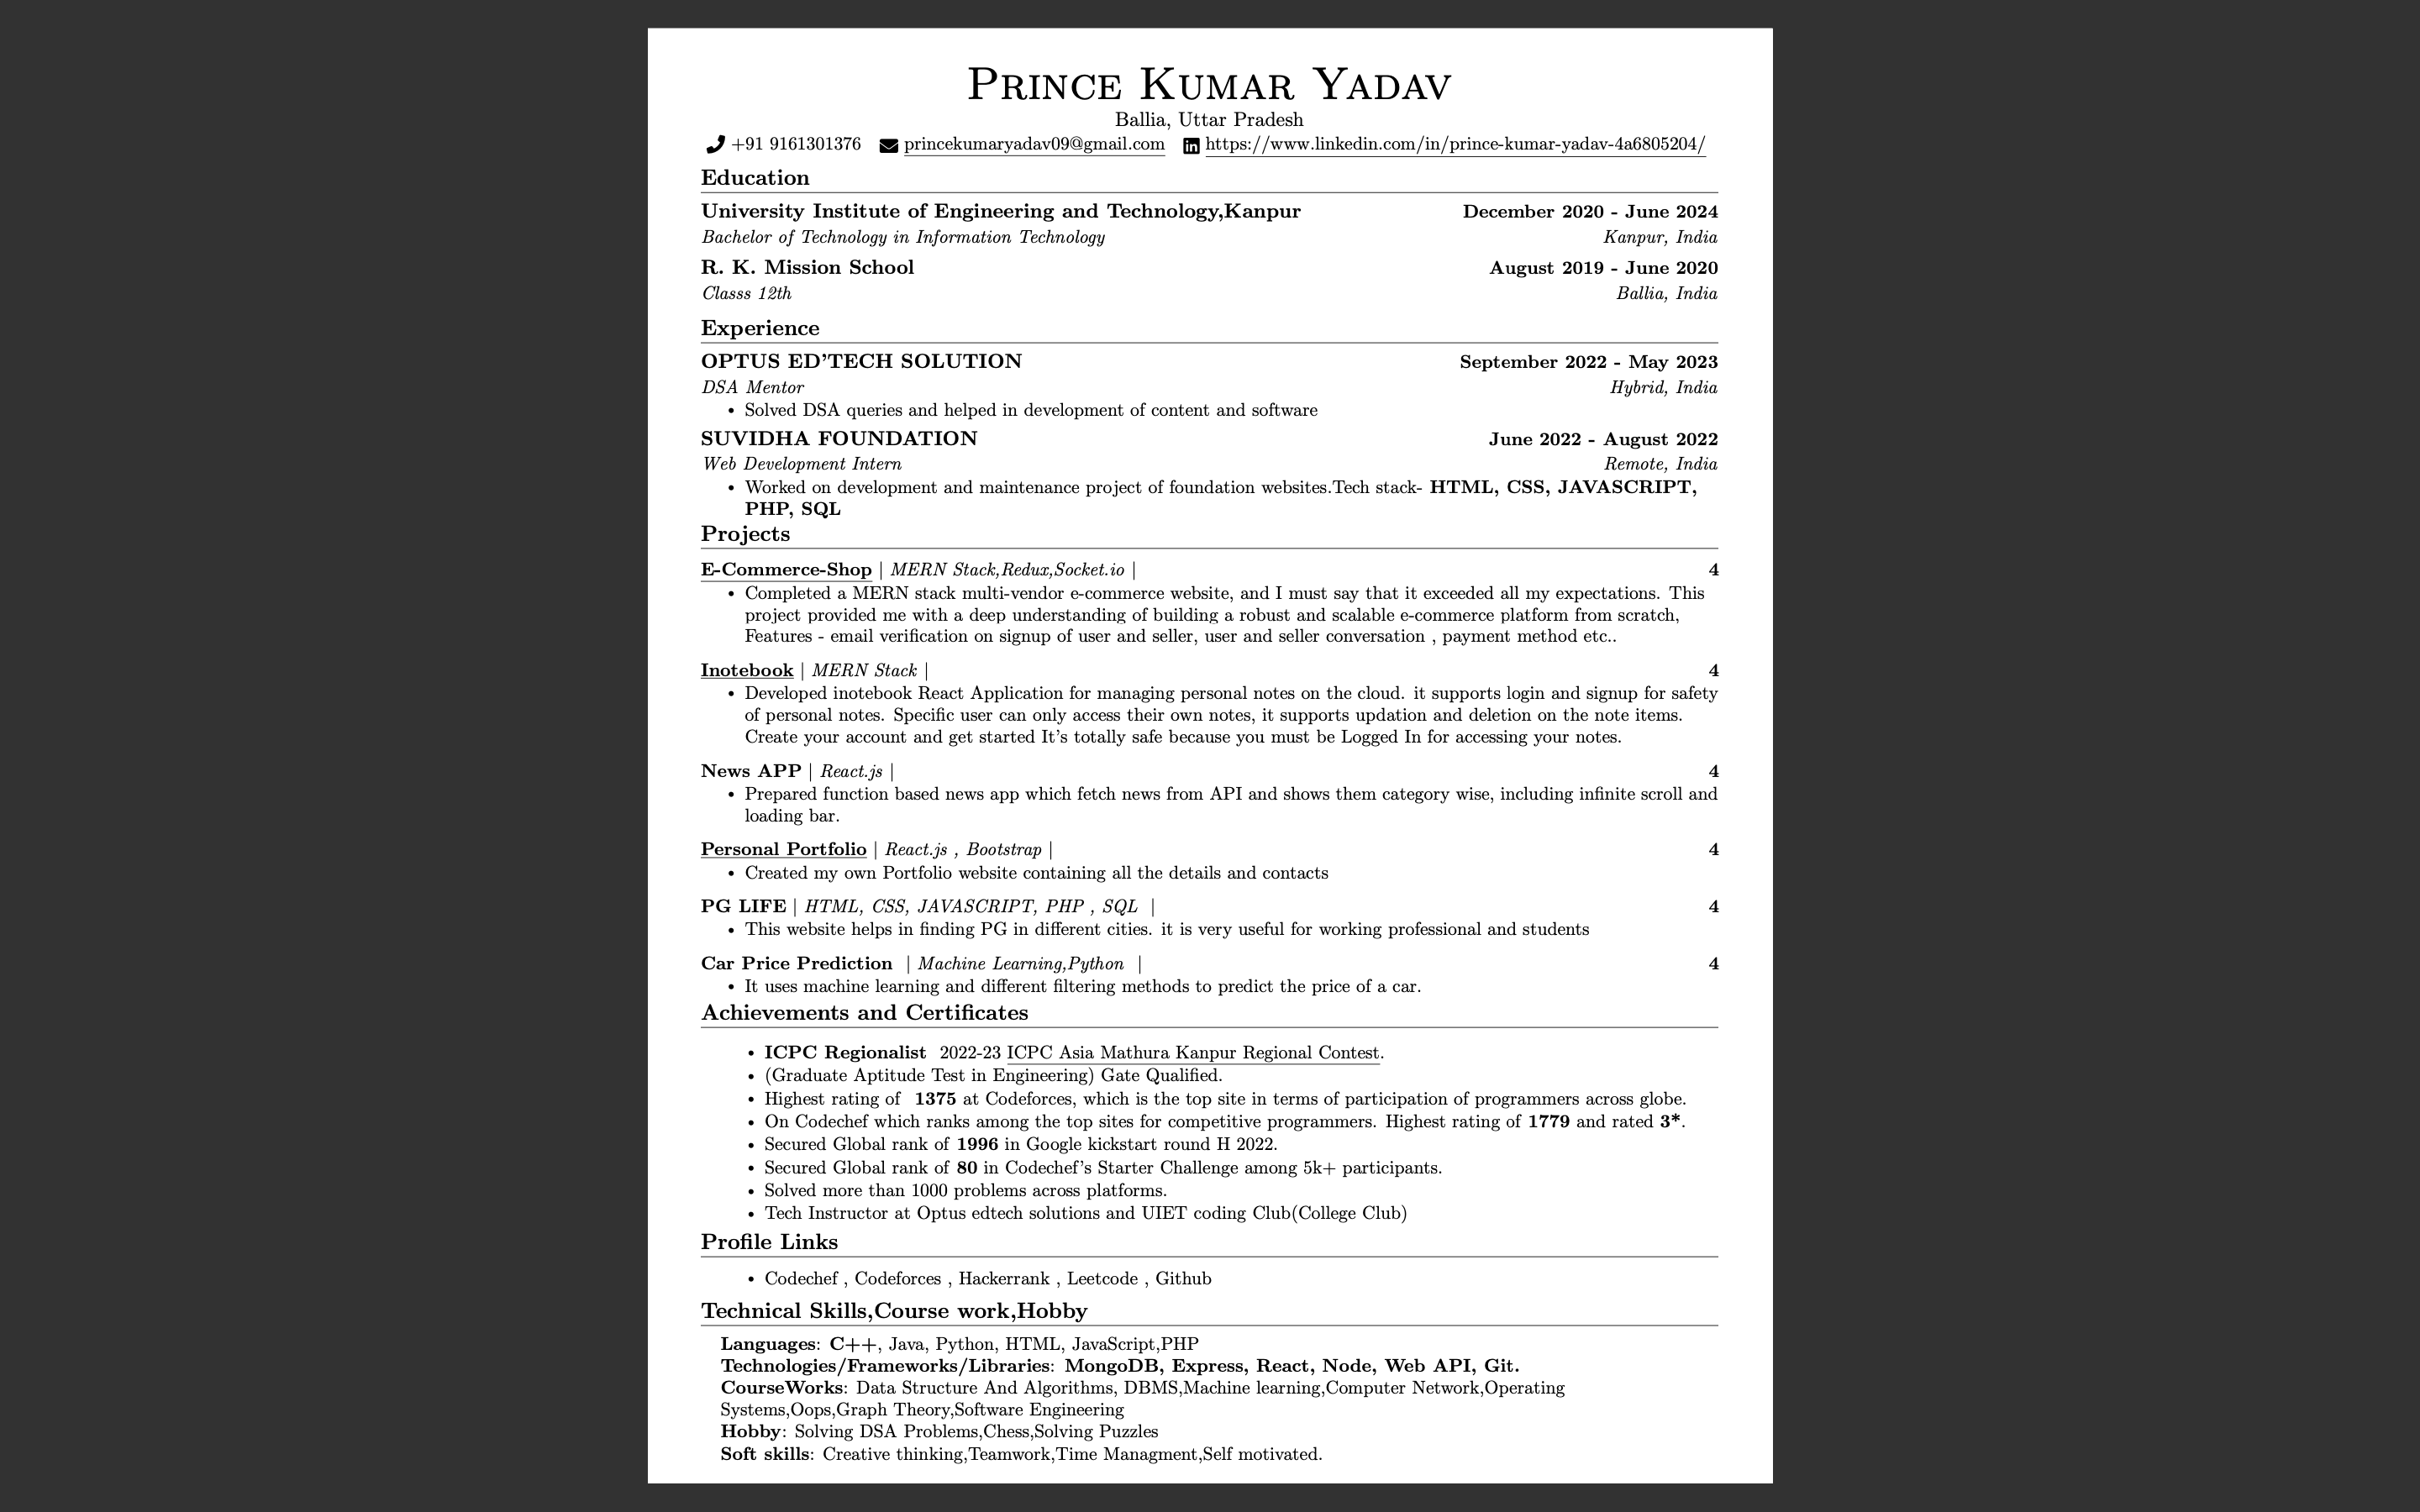 Prince Kumar Yadav
Ballia, Uttar Pradesh
+91 9161301376 princekumaryadav09@gmail.com https://www.linkedin.com/in/prince-kumar-yadav-4a6805204/
Education
University Institute of Engineering and Technology,Kanpur December 2020 - June 2024
Bachelor of Technology in Information Technology Kanpur, India
R. K. Mission School August 2019 - June 2020
Classs 12th Ballia, India
Experience
OPTUS ED'TECH SOLUTION September 2022 - May 2023
DSA Mentor Hybrid, India
• Solved DSA queries and helped in development of content and software
SUVIDHA FOUNDATION June 2022 - August 2022
Web Development Intern Remote, India
• Worked on development and maintenance project of foundation websites.Tech stack- HTML, CSS, JAVASCRIPT,
PHP, SQL
Projects
E-Commerce-Shop | MERN Stack,Redux,Socket.io | 4
• Completed a MERN stack multi-vendor e-commerce website, and I must say that it exceeded all my expectations. This
project provided me with a deep understanding of building a robust and scalable e-commerce platform from scratch,
Features - email verification on signup of user and seller, user and seller conversation , payment method etc..
Inotebook | MERN Stack | 4
• Developed inotebook React Application for managing personal notes on the cloud. it supports login and signup for safety
of personal notes. Specific user can only access their own notes, it supports updation and deletion on the note items.
Create your account and get started It's totally safe because you must be Logged In for accessing your notes.
News APP | React.js | 4
• Prepared function based news app which fetch news from API and shows them category wise, including infinite scroll and
loading bar.
Personal Portfolio | React.js , Bootstrap | 4
• Created my own Portfolio website containing all the details and contacts
PG LIFE | HTML, CSS, JAVASCRIPT, PHP , SQL | 4
• This website helps in finding PG in different cities. it is very useful for working professional and students
Car Price Prediction | Machine Learning,Python | 4
• It uses machine learning and different filtering methods to predict the price of a car.
Achievements and Certificates
• ICPC Regionalist 2022-23 ICPC Asia Mathura Kanpur Regional Contest.
• (Graduate Aptitude Test in Engineering) Gate Qualified.
• Highest rating of 1375 at Codeforces, which is the top site in terms of participation of programmers across globe.
• On Codechef which ranks among the top sites for competitive programmers. Highest rating of 1779 and rated 3*.
• Secured Global rank of 1996 in Google kickstart round H 2022.
• Secured Global rank of 80 in Codechef's Starter Challenge among 5k+ participants.
• Solved more than 1000 problems across platforms.
• Tech Instructor at Optus edtech solutions and UIET coding Club(College Club)
Profile Links
• Codechef , Codeforces , Hackerrank , Leetcode , Github
Technical Skills,Course work,Hobby
Languages: C++, Java, Python, HTML, JavaScript,PHP
Technologies/Frameworks/Libraries: MongoDB, Express, React, Node, Web API, Git.
CourseWorks: Data Structure And Algorithms, DBMS,Machine learning,Computer Network,Operating
Systems,Oops,Graph Theory,Software Engineering
Hobby: Solving DSA Problems,Chess,Solving Puzzles
Soft skills: Creative thinking,Teamwork,Time Managment,Self motivated.